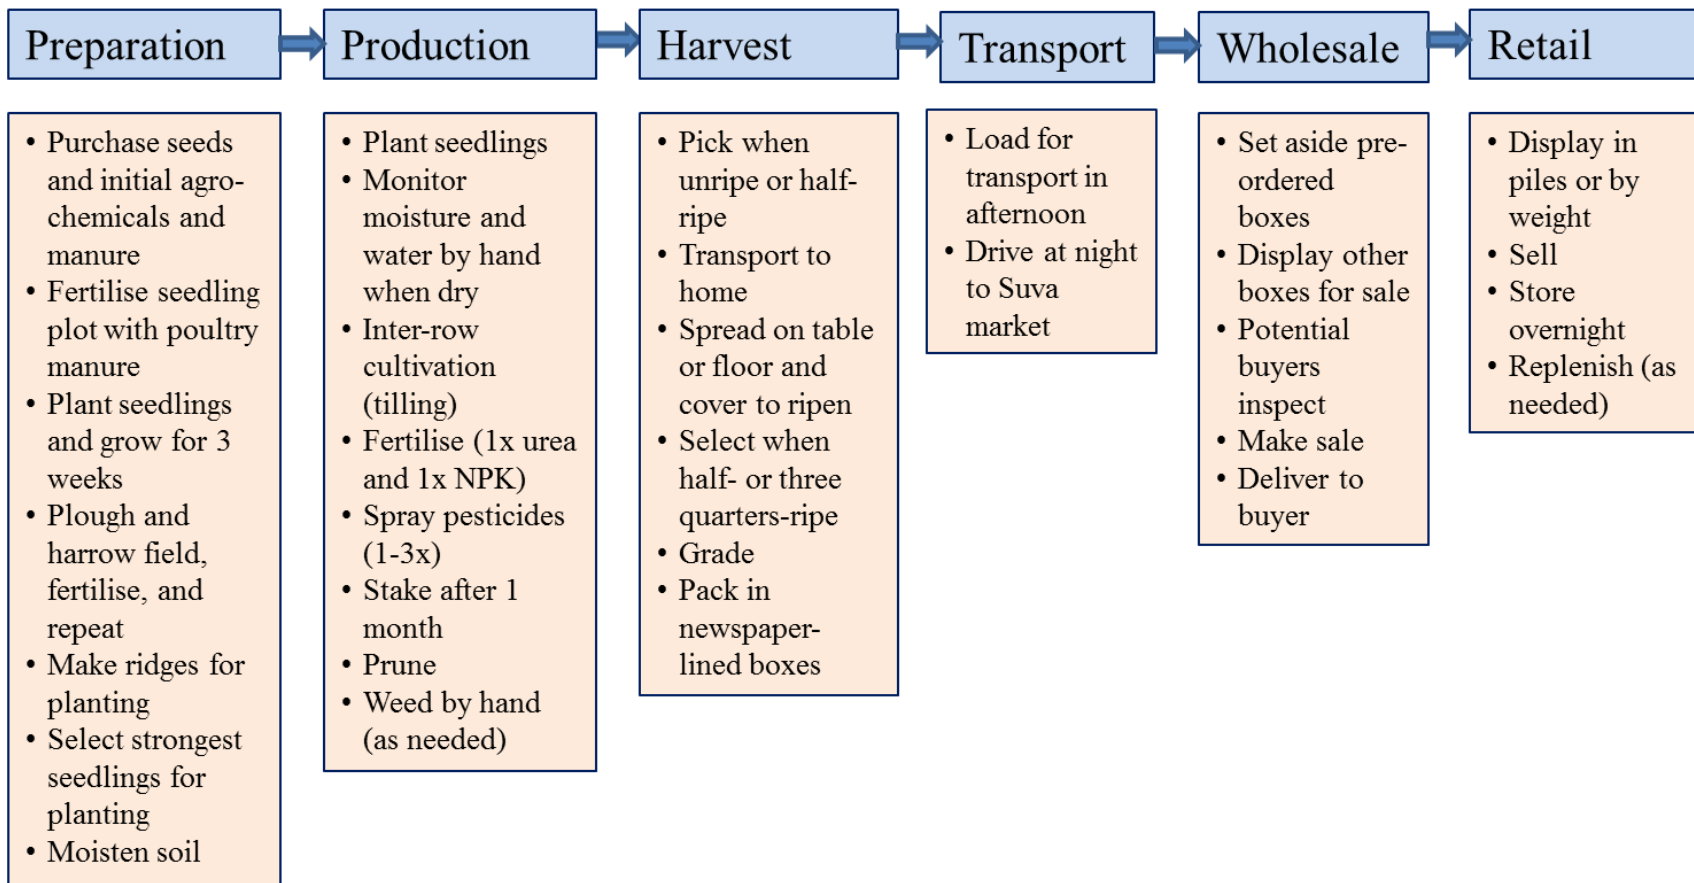 Preparation
Production
Harvest
Transport
Wholesale
Retail
• Purchase seeds
and initial agro-
chemicals and
manure
• Fertilise seedling
plot with poultry
manure
• Plant seedlings
and grow for 3
weeks
• Plough and
harrow field,
fertilise, and
repeat
• Make ridges for
planting
• Select strongest
seedlings for
planting
• Moisten soil
• Plant seedlings
• Monitor
moisture and
water by hand
when dry
• Inter-row
cultivation
(tilling)
• Fertilise (1x urea
and 1x NPK)
• Spray pesticides
(1-3x)
• Stake after 1
month
• Prune
• Weed by hand
(as needed)
• Pick when
unripe or half-
ripe
• Transport to
home
• Spread on table
or floor and
cover to ripen
• Select when
half- or three
quarters-ripe
• Grade
• Pack in
newspaper-
lined boxes
• Load for
transport in
afternoon
• Drive at night
to Suva
market
• Set aside pre-
ordered
boxes
• Display other
boxes for sale
• Potential
buyers
inspect
• Make sale
• Deliver to
buyer
• Display in
piles or by
weight
• Sell
• Store
overnight
• Replenish (as
needed)